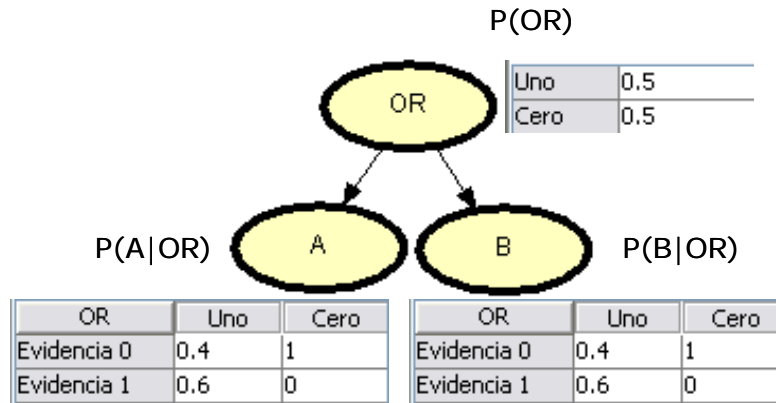 P(OR)
OR
Uno 0.5
Cero 0.5
P(A|OR)
A
B
P(B|OR)
OR Uno Cero
Evidencia 0 0.4 1
Evidencia 1 0.6 0
OR Uno Cero
Evidencia 0 0.4 1
Evidencia 1 0.6 0